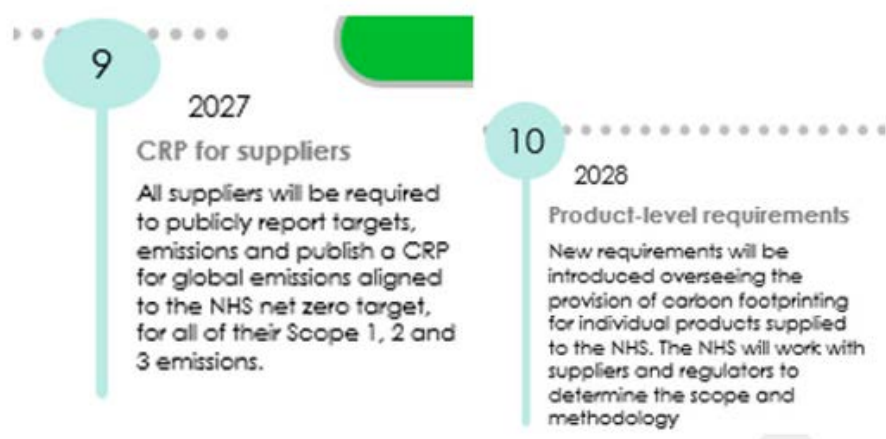 9
2027
CRP for suppliers
All suppliers will be required
to publicly report targets,
emissions and publish a CRP
for global emissions aligned
to the NHS net zero target,
for all of their Scope 1, 2 and
3 emissions.
10
2028
Product-level requirements
New requirements will be
introduced overseeing the
provision of carbon footprinting
for individual products supplied
to the NHS. The NHS will work with
suppliers and regulators to
determine the scope and
methodology